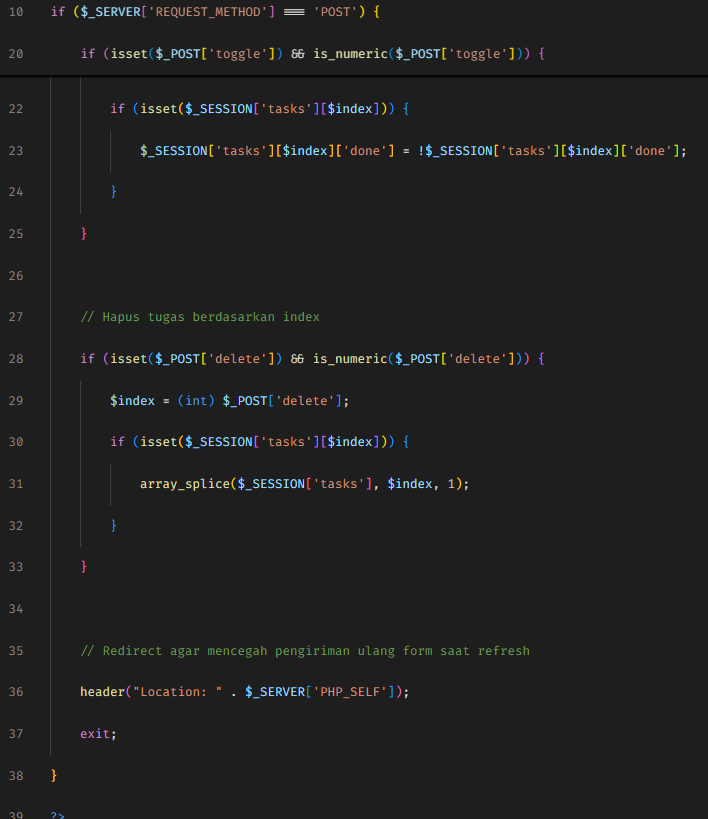 10 if ($_SERVER['REQUEST_METHOD'] === 'POST') {
20 if (isset($_POST['toggle']) && is_numeric($_POST['toggle'])) {
22 if (isset($_SESSION['tasks'][$index])) {
23 $_SESSION['tasks'][$index]['done'] = !$_SESSION['tasks'][$index]['done'];
24 }
25 }
26
27 // Hapus tugas berdasarkan index
28 if (isset($_POST['delete']) && is_numeric($_POST['delete'])) {
29 $index = (int) $_POST['delete'];
30 if (isset($_SESSION['tasks'][$index])) {
31 array_splice($_SESSION['tasks'], $index, 1);
32 }
33 }
34
35 // Redirect agar mencegah pengiriman ulang form saat refresh
36 header("Location: " . $_SERVER['PHP_SELF']);
37 exit;
38 }
39 ?>